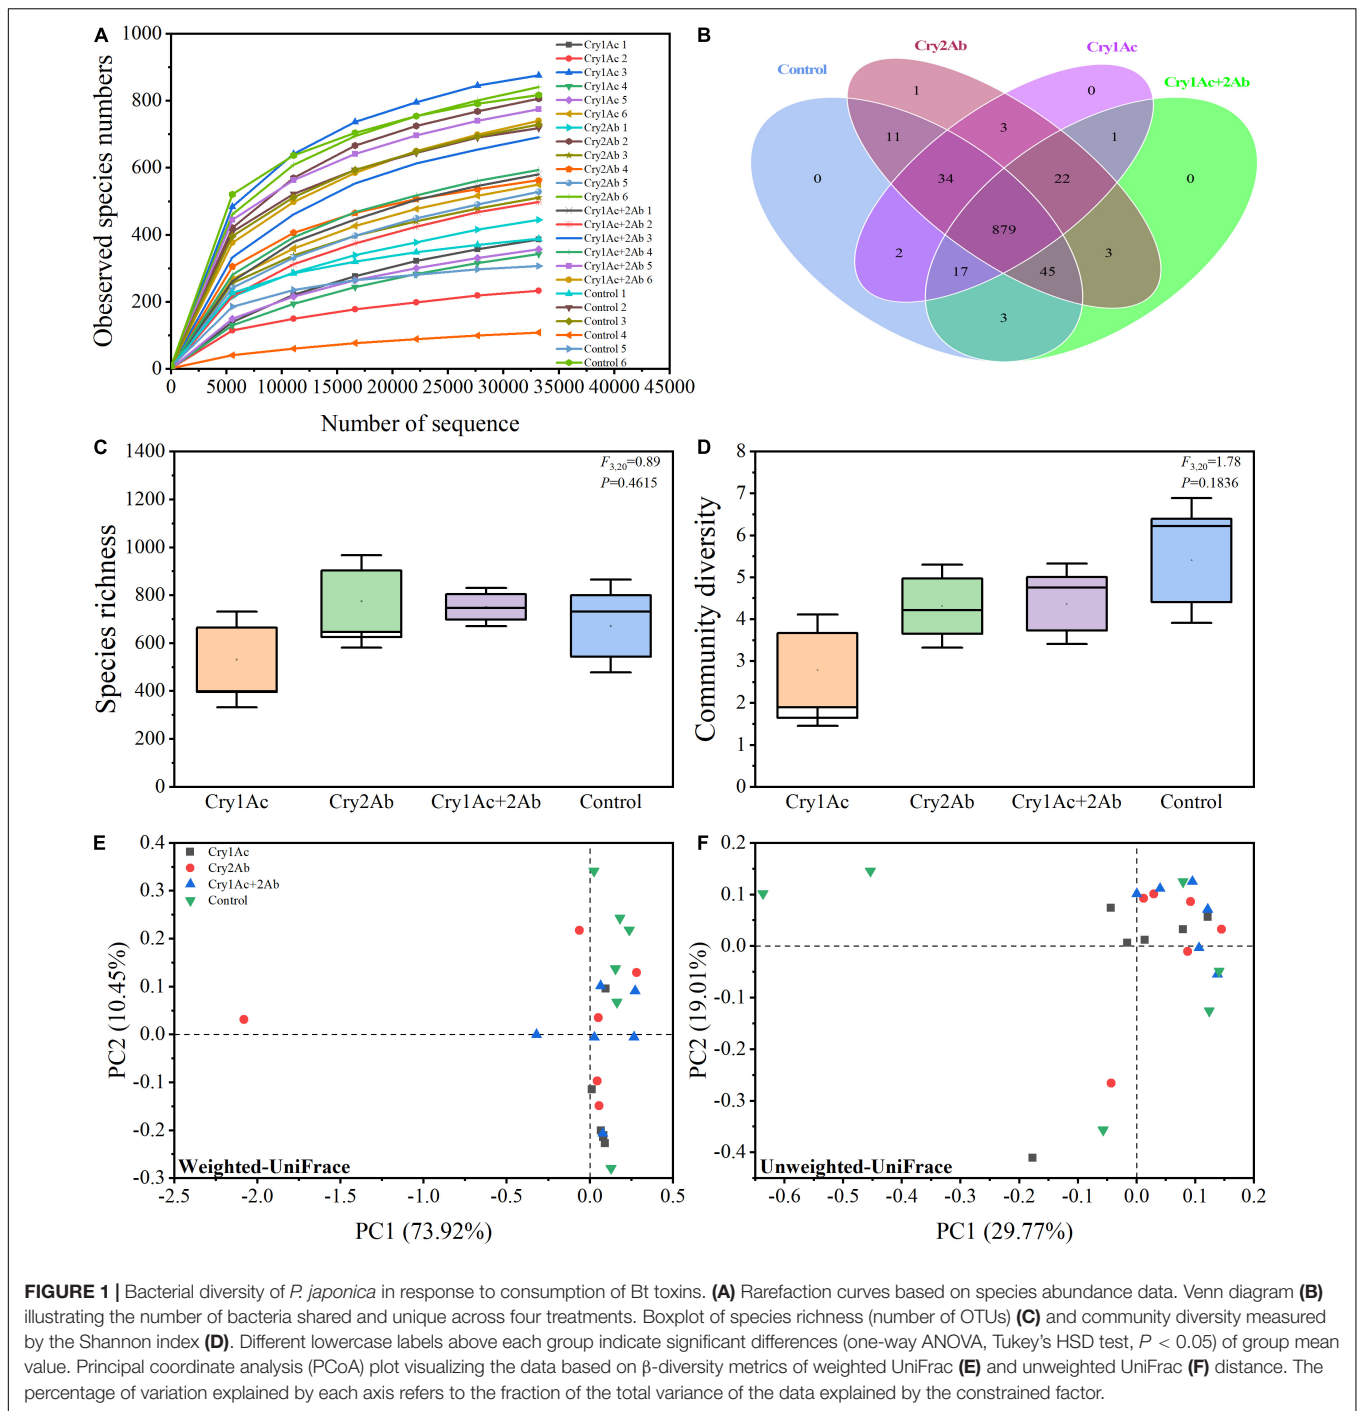 A
Obeserved species numbers
1000
800
600
400
200
0
0 5000 10000 15000 20000 25000 30000 35000 40000 45000
Number of sequence
Cry1Ac 1
Cry1Ac 2
Cry1Ac 3
Cry1Ac 4
Cry1Ac 5
Cry1Ac 6
Cry2Ab 1
Cry2Ab 2
Cry2Ab 3
Cry2Ab 4
Cry2Ab 5
Cry2Ab 6
Cry1Ac+2Ab 1
Cry1Ac+2Ab 2
Cry1Ac+2Ab 3
Cry1Ac+2Ab 4
Cry1Ac+2Ab 5
Cry1Ac+2Ab 6
Control 1
Control 2
Control 3
Control 4
Control 5
Control 6
B
Control
Cry2Ab
Cry1Ac
Cry1Ac+2Ab
1
0
11
3
1
0
34
22
0
879
2
3
17
45
3
C
Species richness
1400
1200
1000
800
600
400
200
0
F3,20=0.89
P=0.4615
Cry1Ac Cry2Ab Cry1Ac+2Ab Control
D
Community diversity
8
7
6
5
4
3
2
1
0
F3,20=1.78
P=0.1836
Cry1Ac Cry2Ab Cry1Ac+2Ab Control
E
PC2 (10.45%)
0.4
0.3
0.2
0.1
0.0
-0.1
-0.2
-0.3
Cry1Ac
Cry2Ab
Cry1Ac+2Ab
Control
Weighted-UniFrace
-2.5 -2.0 -1.5 -1.0 -0.5 0.0 0.5
PC1 (73.92%)
F
PC2 (19.01%)
0.2
0.1
0.0
-0.1
-0.2
-0.3
-0.4
Unweighted-UniFrace
-0.6 -0.5 -0.4 -0.3 -0.2 -0.1 0.0 0.1 0.2
PC1 (29.77%)
FIGURE 1 | Bacterial diversity of P. japonica in response to consumption of Bt toxins. (A) Rarefaction curves based on species abundance data. Venn diagram (B)
illustrating the number of bacteria shared and unique across four treatments. Boxplot of species richness (number of OTUs) (C) and community diversity measured
by the Shannon index (D). Different lowercase labels above each group indicate significant differences (one-way ANOVA, Tukey's HSD test, P < 0.05) of group mean
value. Principal coordinate analysis (PCoA) plot visualizing the data based on β-diversity metrics of weighted UniFrac (E) and unweighted UniFrac (F) distance. The
percentage of variation explained by each axis refers to the fraction of the total variance of the data explained by the constrained factor.